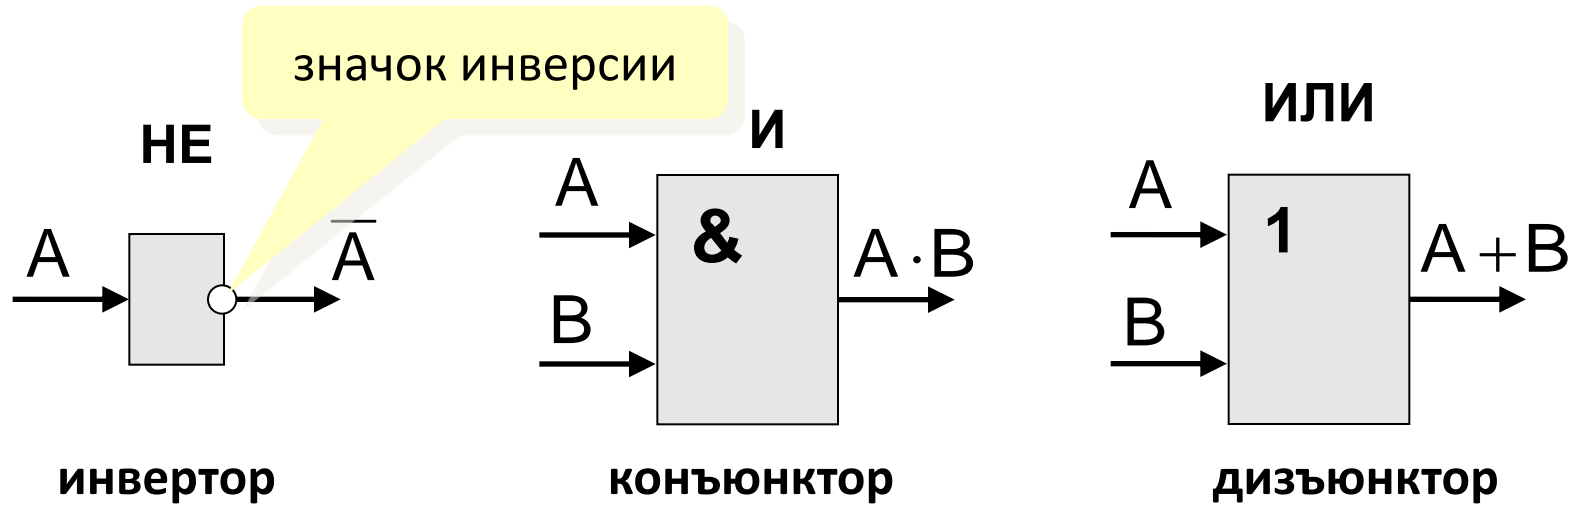 значок инверсии
НЕ
A
A̅
инвертор
И
A
&
B
A · B
конъюнктор
ИЛИ
A
1
B
A + B
дизъюнктор